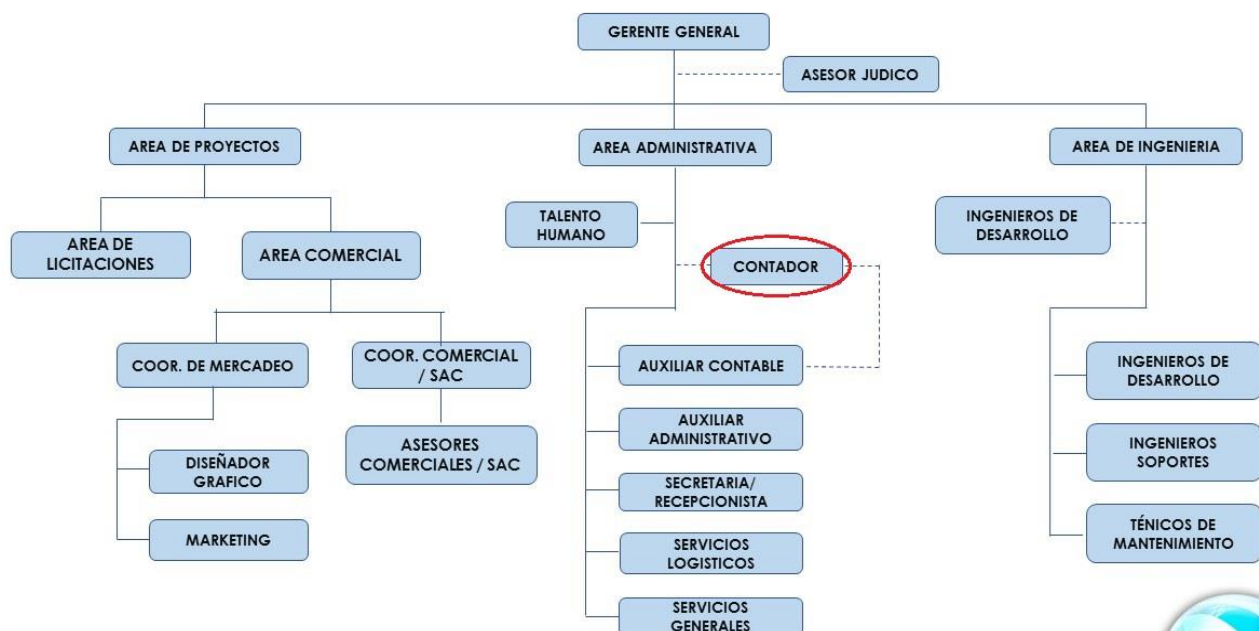 GERENTE GENERAL
ASESOR JUDICO
AREA DE PROYECTOS
AREA ADMINISTRATIVA
AREA DE INGENIERIA
TALENTO
HUMANO
INGENIEROS DE
DESARROLLO
AREA DE
LICITACIONES
AREA COMERCIAL
CONTADOR
COOR. DE MERCADEO
COOR. COMERCIAL
/ SAC
AUXILIAR CONTABLE
INGENIEROS DE
DESARROLLO
AUXILIAR
ADMINISTRATIVO
ASESORES
COMERCIALES / SAC
DISEÑADOR
GRAFICO
SECRETARIA/
RECEPCIONISTA
INGENIEROS
SOPORTES
MARKETING
SERVICIOS
LOGISTICOS
TÉNICOS DE
MANTENIMIENTO
SERVICIOS
GENERALES